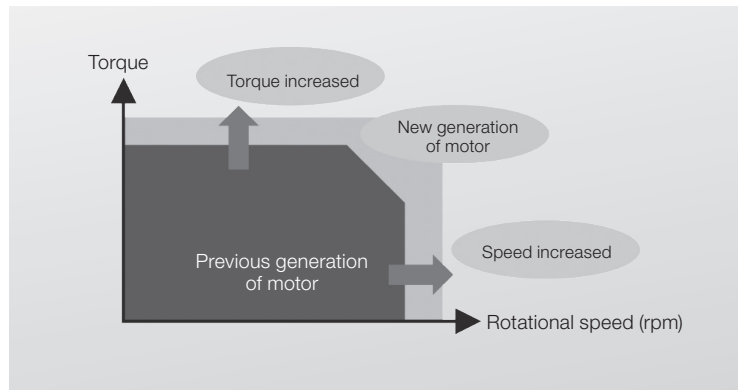 Torque
Torque increased
New generation
of motor
Speed increased
Previous generation
of motor
Rotational speed (rpm)